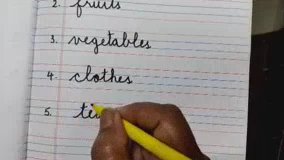 2. fruits
3. vegetables
4. clothes
5.